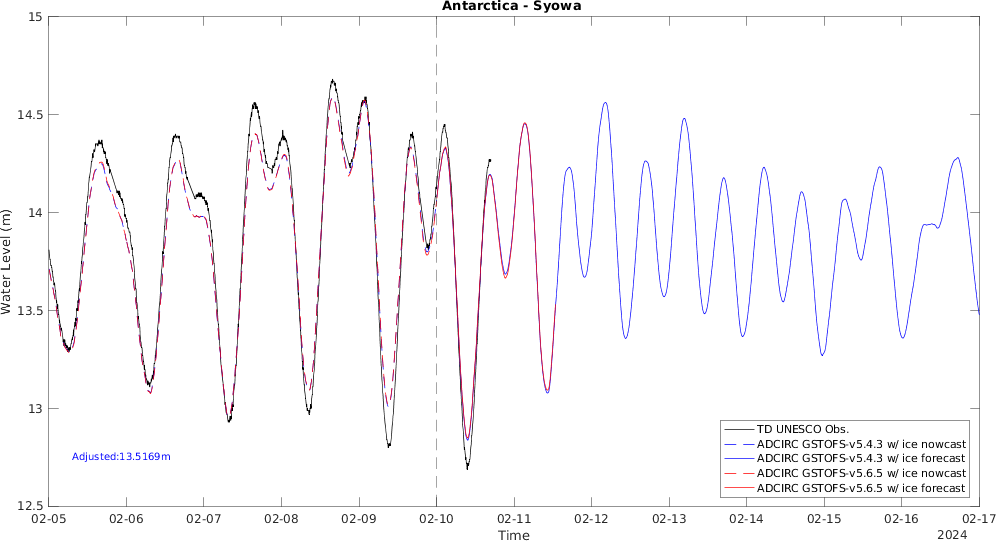 Antarctica - Syowa
15
14.5
14
13.5
13
12.5
Water Level (m)
Adjusted:13.5169m
TD UNESCO Obs.
ADCIRC GSTOFS-v5.4.3 w/ ice nowcast
ADCIRC GSTOFS-v5.4.3 w/ ice forecast
ADCIRC GSTOFS-v5.6.5 w/ ice nowcast
ADCIRC GSTOFS-v5.6.5 w/ ice forecast
02-05 02-06 02-07 02-08 02-09 02-10 02-11 02-12 02-13 02-14 02-15 02-16 02-17
Time
2024